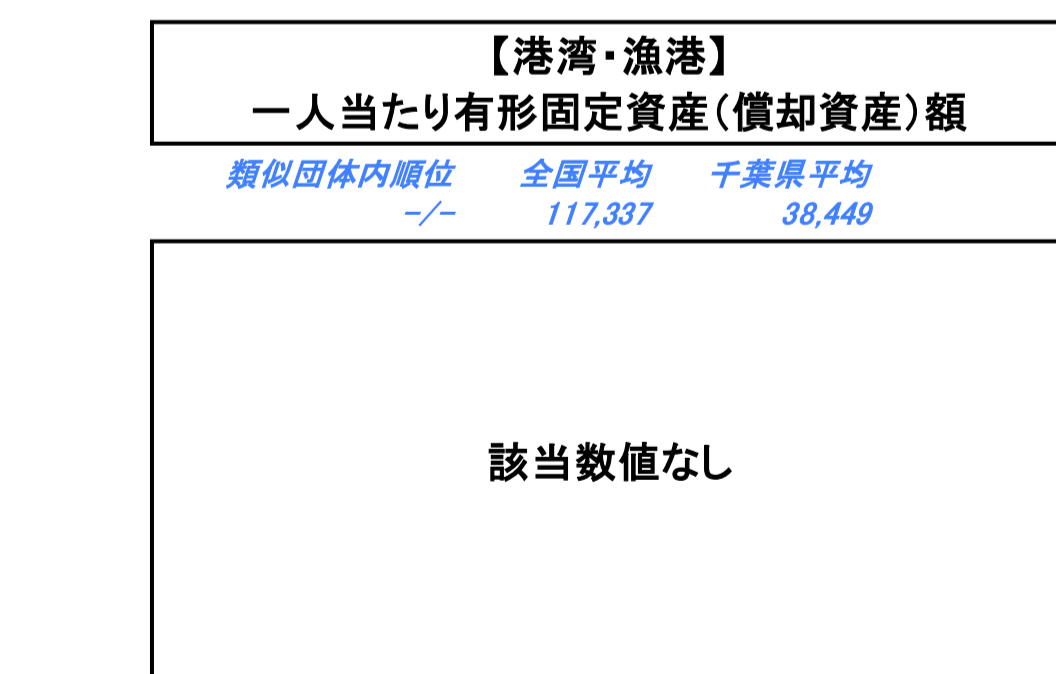 【港湾・漁港】
一人当たり有形固定資産(償却資産)額
類似団体内順位 全国平均 千葉県平均
-/- 117,337 38,449
該当数値なし